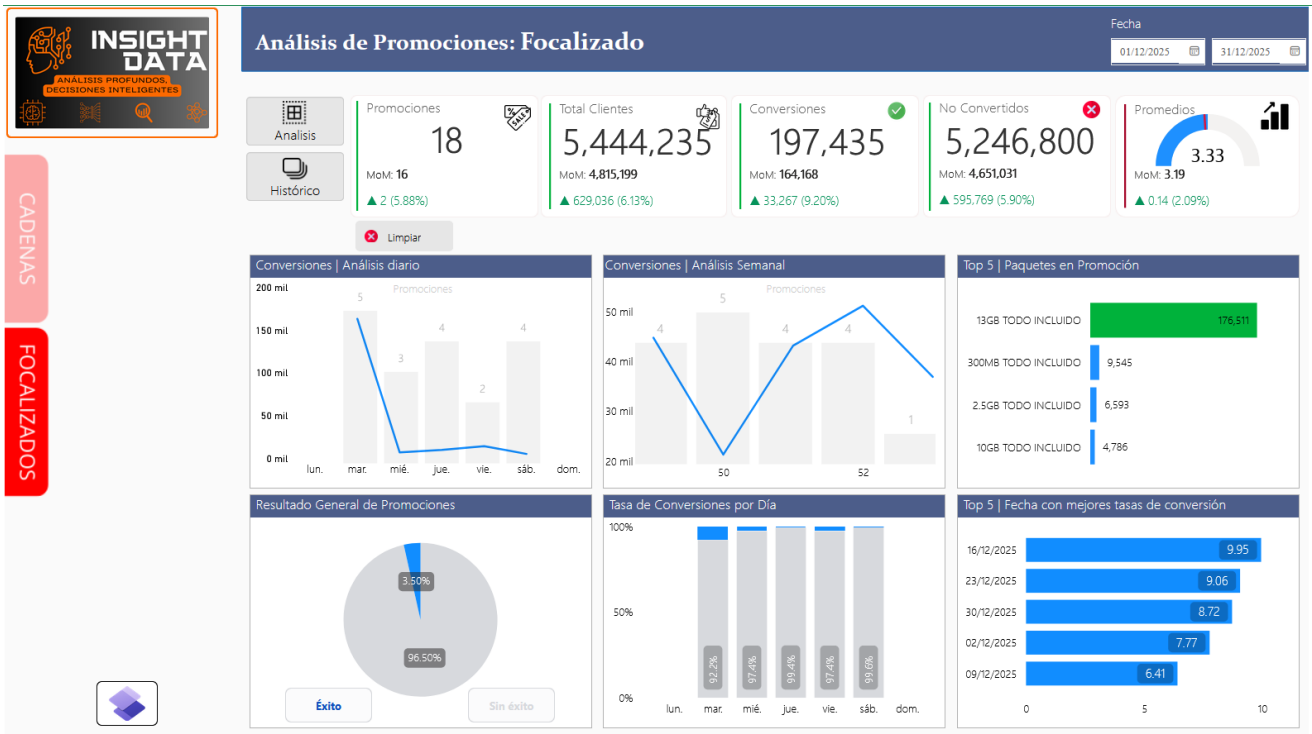 INSIGHT
DATA
ANÁLISIS PROFUNDOS,
DECISIONES INTELIGENTES
CADENAS
FOCALIZADOS
Análisis de Promociones: Focalizado
Fecha
01/12/2025
31/12/2025
Analisis
Histórico
Promociones
18
MoM: 16
▲ 2 (5.88%)
SALE
Total Clientes
5,444,235
MoM: 4,815,199
▲ 629,036 (6.13%)
Conversiones
197,435
MoM: 164,168
▲ 33,267 (9.20%)
No Convertidos
5,246,800
MoM: 4,651,031
▲ 595,769 (5.90%)
Promedios
3.33
MoM: 3.19
▲ 0.14 (2.09%)
Limpiar
Conversiones | Análisis diario
Promociones
200 mil
150 mil
100 mil
50 mil
0 mil
5
3
4
2
4
lun.
mar.
mié.
jue.
vie.
sáb.
dom.
Conversiones | Análisis Semanal
Promociones
50 mil
40 mil
30 mil
20 mil
4
5
4
4
1
50
52
Top 5 | Paquetes en Promoción
13GB TODO INCLUIDO
176,511
300MB TODO INCLUIDO
9,545
2.5GB TODO INCLUIDO
6,593
10GB TODO INCLUIDO
4,786
Resultado General de Promociones
3.50%
96.50%
Éxito
Sin éxito
Tasa de Conversiones por Día
100%
50%
0%
92.2%
97.4%
99.4%
97.4%
99.6%
lun.
mar.
mié.
jue.
vie.
sáb.
dom.
Top 5 | Fecha con mejores tasas de conversión
16/12/2025
9.95
23/12/2025
9.06
30/12/2025
8.72
02/12/2025
7.77
09/12/2025
6.41
0
5
10